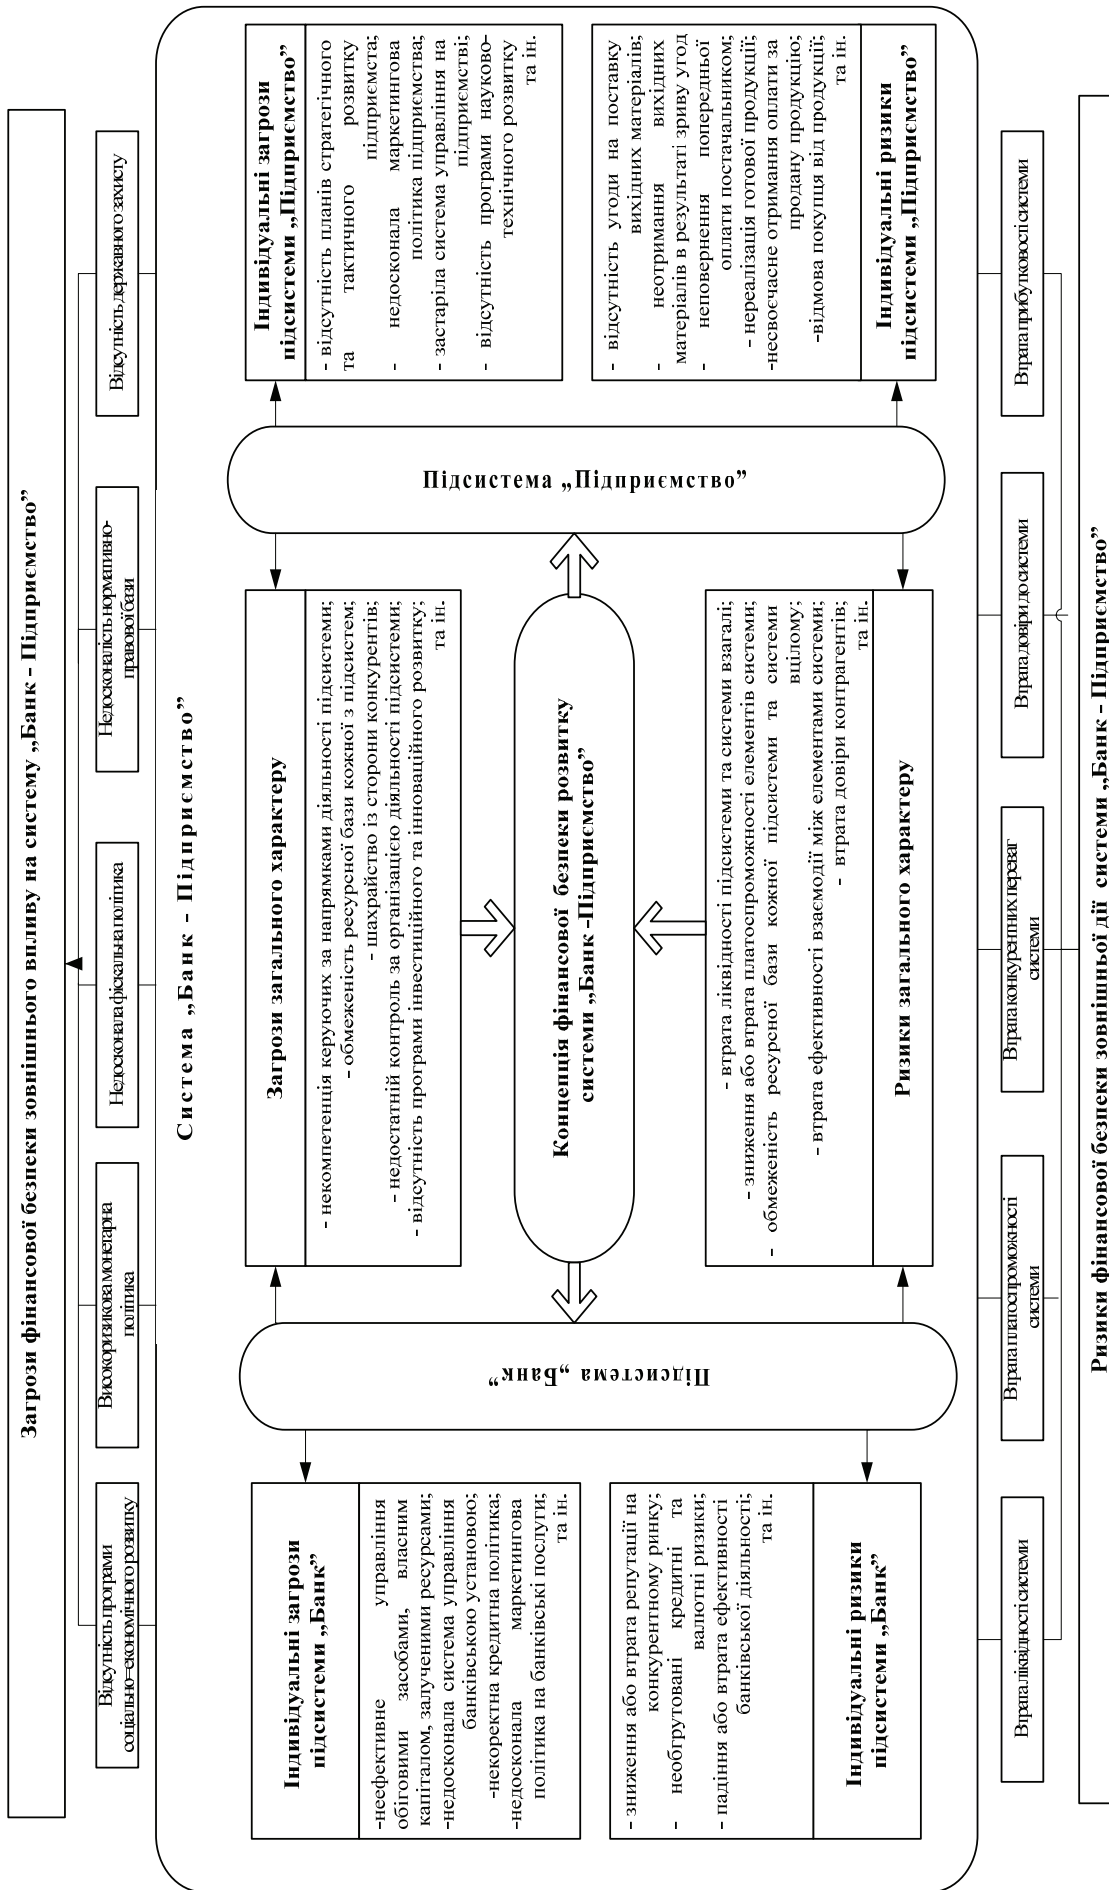 Загрози фінансової безпеки зовнішнього впливу на систему „Банк - Підприємство”
Відсутність програми
соціально–економічного розвитку
Високоризикова монетарна
політика
Недосконала фіскальна політика
Недосконалість нормативно-
правової бази
Відсутність державного захисту
Система „Банк - Підприємство”
Індивідуальні загрози
підсистеми „Банк”
-неефективне управління
обіговими засобами, власним
капіталом, залученими ресурсами;
-недосконала система управління
банківською установою;
-некоректна кредитна політика;
-недосконала маркетингова
політика на банківські послуги;
та ін.
Загрози загального характеру
- некомпетенція керуючих за напрямками діяльності підсистеми;
- обмеженість ресурсної бази кожної з підсистем;
- шахрайство із сторони конкурентів;
- недостатній контроль за організацією діяльності підсистеми;
- відсутність програми інвестиційного та інноваційного розвитку;
та ін.
Індивідуальні загрози
підсистеми „Підприємство”
- відсутність планів стратегічного
та тактичного розвитку
підприємста;
- недосконала маркетингова
політика підприємства;
- застаріла система управління на
підприємстві;
- відсутність програми науково–
технічного розвитку
та ін.
Підсистема „Банк”
Концепція фінансової безпеки розвитку
системи „Банк –Підприємство”
Підсистема „Підприємство”
- зниження або втрата репутації на
конкурентному ринку;
- необгрутовані кредитні та
валютні ризики;
- падіння або втрата ефективності
банківської діяльності;
та ін.
Індивідуальні ризики
підсистеми „Банк”
- втрата ліквідності підсистеми та системи взагалі;
- зниження або втрата платоспроможності елементів системи;
- обмеженість ресурсної бази кожної підсистеми та системи
вцілому;
- втрата ефективності взаємодії між елементами системи;
- втрата довіри контрагентів;
та ін.
Ризики загального характеру
- відсутність угоди на поставку
вихідних матеріалів;
- неотримання вихідних
матеріалів в результаті зриву угод
- неповернення попередньої
оплати постачальником;
- нереалізація готової продукції;
-несвоєчасне отримання оплати за
продану продукцію;
-відмова покупця від продукції;
та ін.
Індивідуальні ризики
підсистеми „Підприємство”
Втрата ліквідності системи
Втрата платоспроможності
системи
Втрата конкурентних переваг
системи
Втрата довіри до системи
Втрата прибутковості системи
Ризики фінансової безпеки зовнішньої дії системи „Банк - Підприємство”